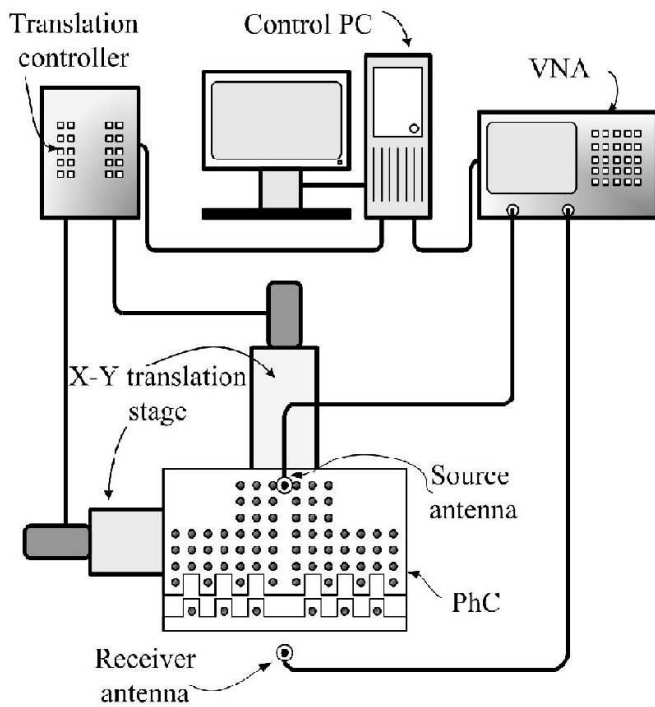 Translation
controller
Control PC
VNA
X-Y translation
stage
Source
antenna
PhC
Receiver
antenna